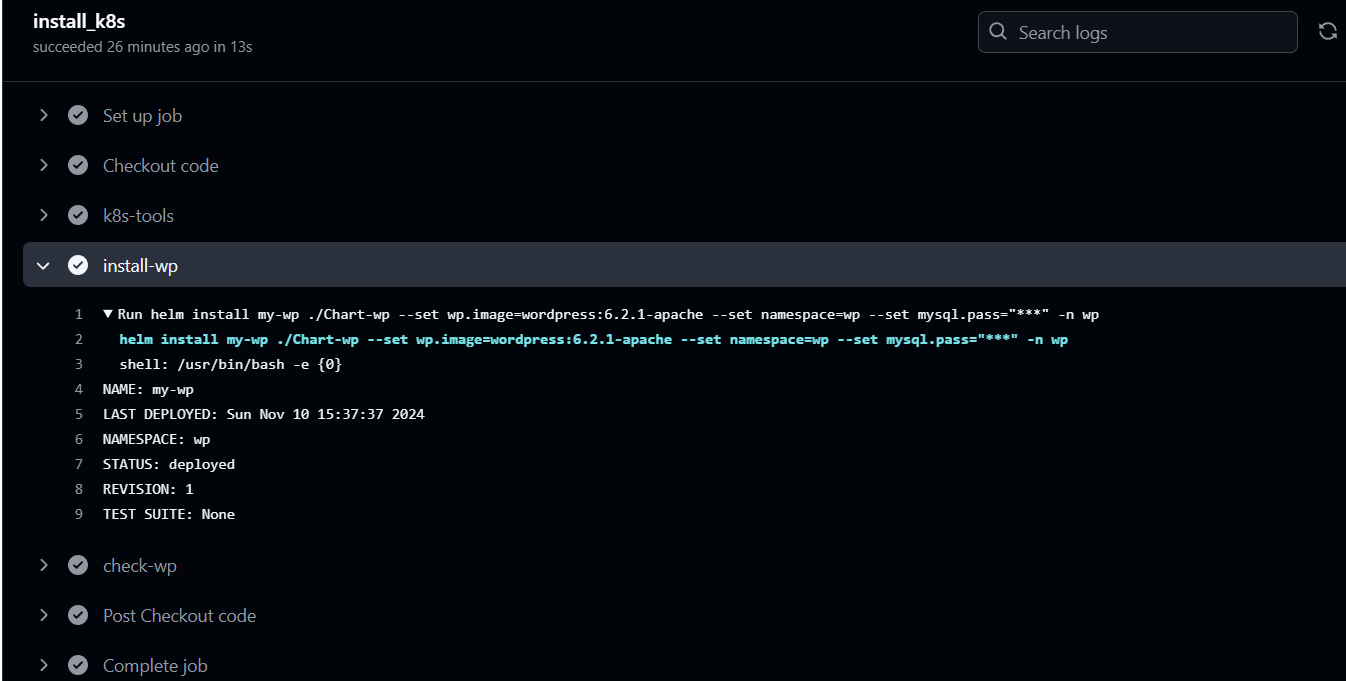 install_k8s
succeeded 26 minutes ago in 13s
Search logs
Set up job
Checkout code
k8s-tools
install-wp
1 Run helm install my-wp ./Chart-wp --set wp.image=wordpress:6.2.1-apache --set namespace=wp --set mysql.pass="***" -n wp
2 helm install my-wp ./Chart-wp --set wp.image=wordpress:6.2.1-apache --set namespace=wp --set mysql.pass="***" -n wp
3 shell: /usr/bin/bash -e {0}
4 NAME: my-wp
5 LAST DEPLOYED: Sun Nov 10 15:37:37 2024
6 NAMESPACE: wp
7 STATUS: deployed
8 REVISION: 1
9 TEST SUITE: None
check-wp
Post Checkout code
Complete job